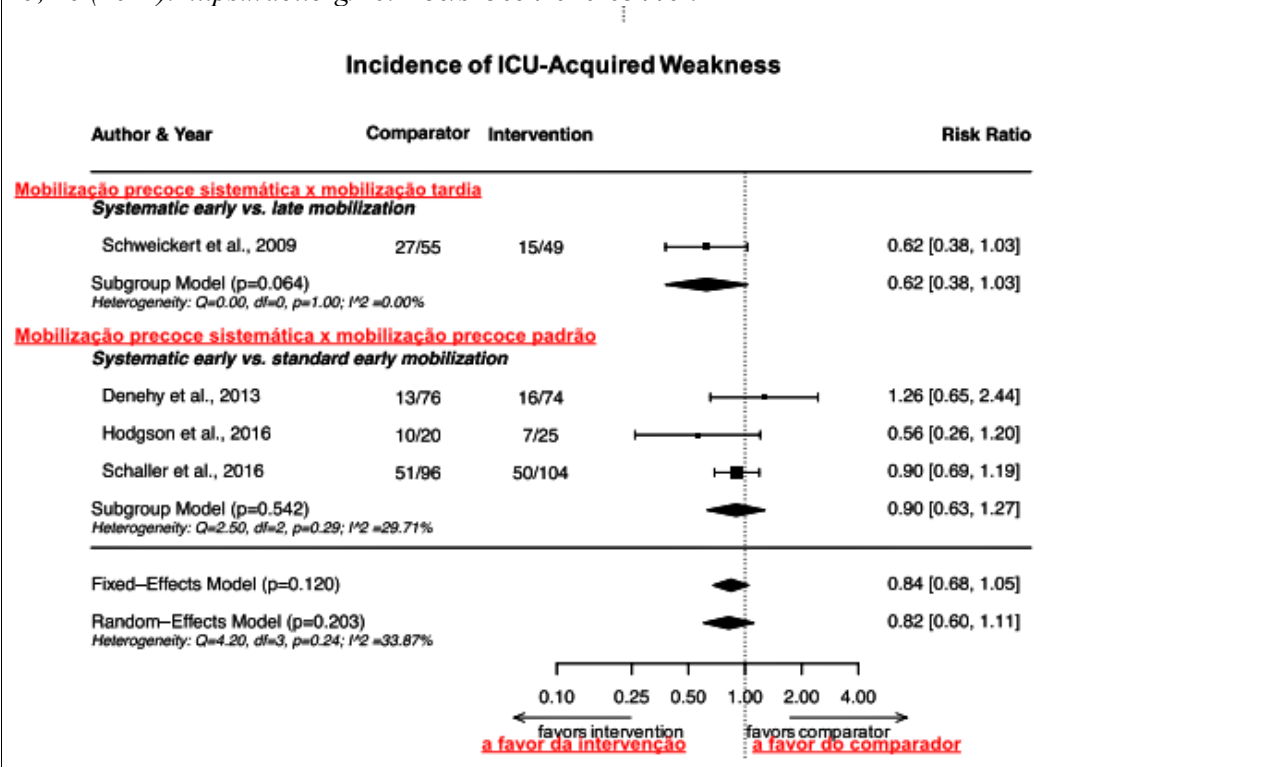 Incidence of ICU-Acquired Weakness
Author & Year Comparator Intervention Risk Ratio
Mobilização precoce sistemática x mobilização tardia
Systematic early vs. late mobilization
Schweickert et al., 2009 27/55 15/49 0.62 [0.38, 1.03]
Subgroup Model (p=0.064) 0.62 [0.38, 1.03]
Heterogeneity: Q=0.00, df=0, p=1.00; I^2 =0.00%
Mobilização precoce sistemática x mobilização precoce padrão
Systematic early vs. standard early mobilization
Denehy et al., 2013 13/76 16/74 1.26 [0.65, 2.44]
Hodgson et al., 2016 10/20 7/25 0.56 [0.26, 1.20]
Schaller et al., 2016 51/96 50/104 0.90 [0.69, 1.19]
Subgroup Model (p=0.542) 0.90 [0.63, 1.27]
Heterogeneity: Q=2.50, df=2, p=0.29; I^2 =29.71%
Fixed–Effects Model (p=0.120) 0.84 [0.68, 1.05]
Random–Effects Model (p=0.203) 0.82 [0.60, 1.11]
Heterogeneity: Q=4.20, df=3, p=0.24; I^2 =33.87%
0.10 0.25 0.50 1.00 2.00 4.00
favors intervention favors comparator
a favor da intervenção a favor do comparador